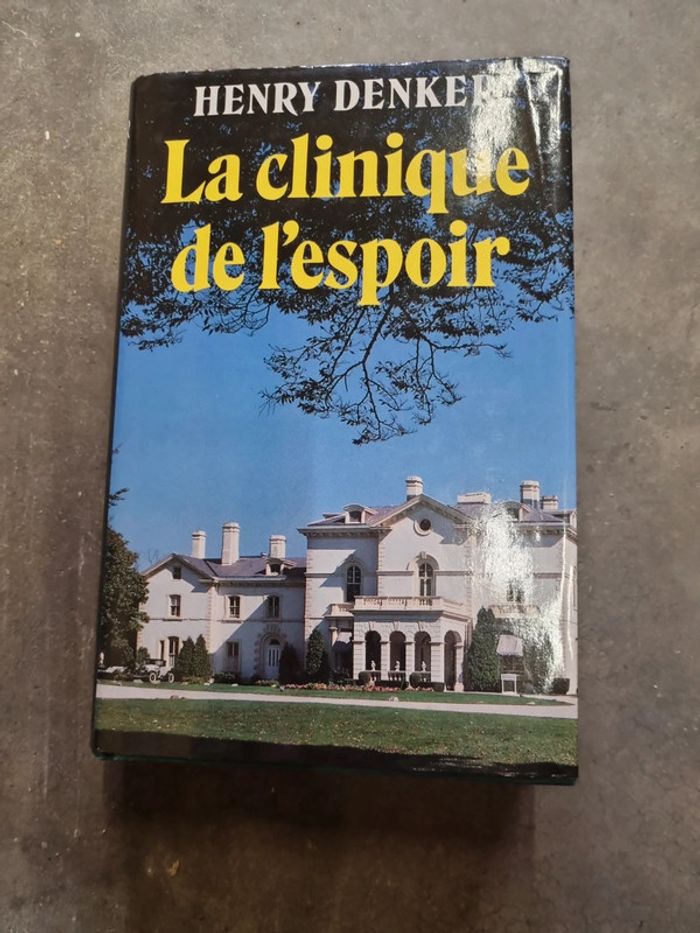 HENRY DENKER
La clinique
de l'espoir